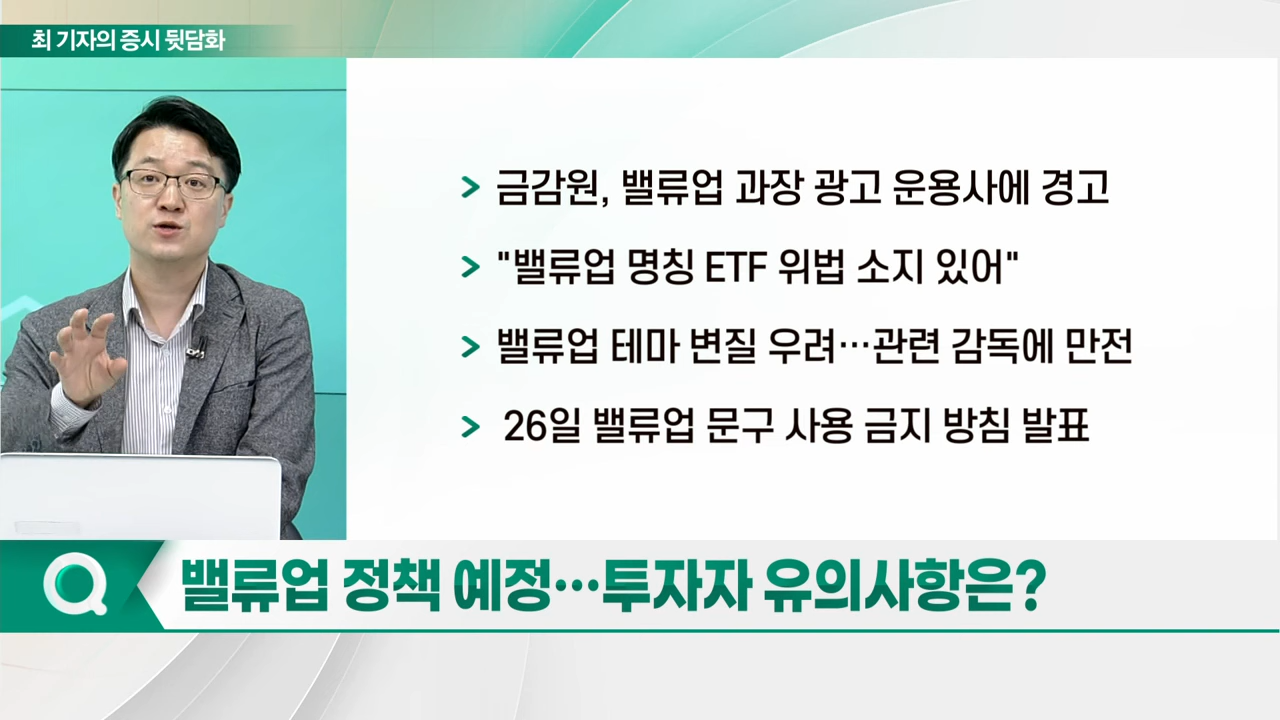 최 기자의 증시 뒷담화
> 금감원, 밸류업 과장 광고 운용사에 경고
> "밸류업 명칭 ETF 위법 소지 있어"
> 밸류업 테마 변질 우려…관련 감독에 만전
> 26일 밸류업 문구 사용 금지 방침 발표
밸류업 정책 예정…투자자 유의사항은?